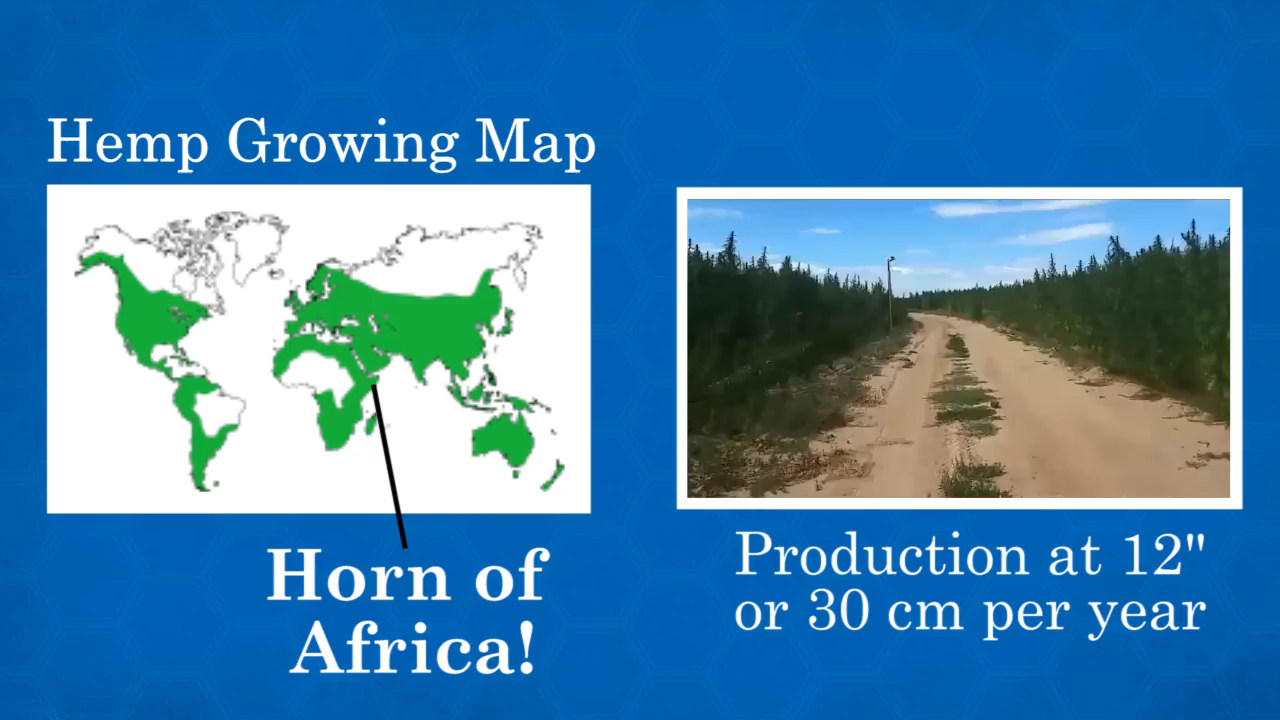 Hemp Growing Map
Horn of
Africa!
Production at 12"
or 30 cm per year